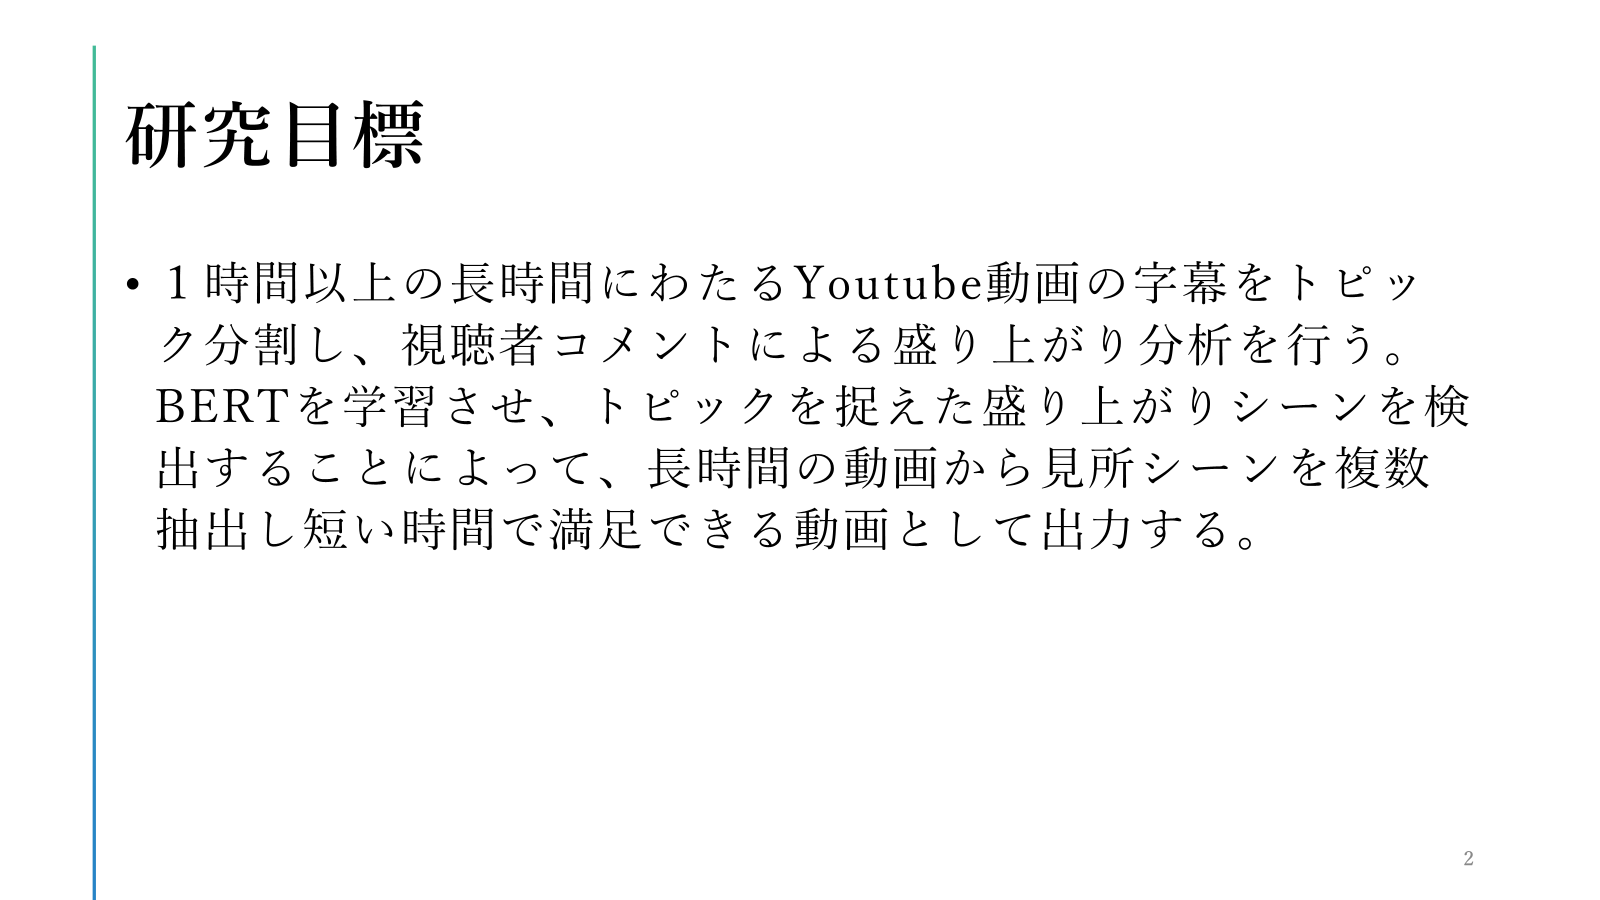 研究目標
• １時間以上の長時間にわたるYoutube動画の字幕をトピッ
ク分割し、視聴者コメントによる盛り上がり分析を行う。
BERTを学習させ、トピックを捉えた盛り上がりシーンを検
出することによって、長時間の動画から見所シーンを複数
抽出し短い時間で満足できる動画として出力する。
2